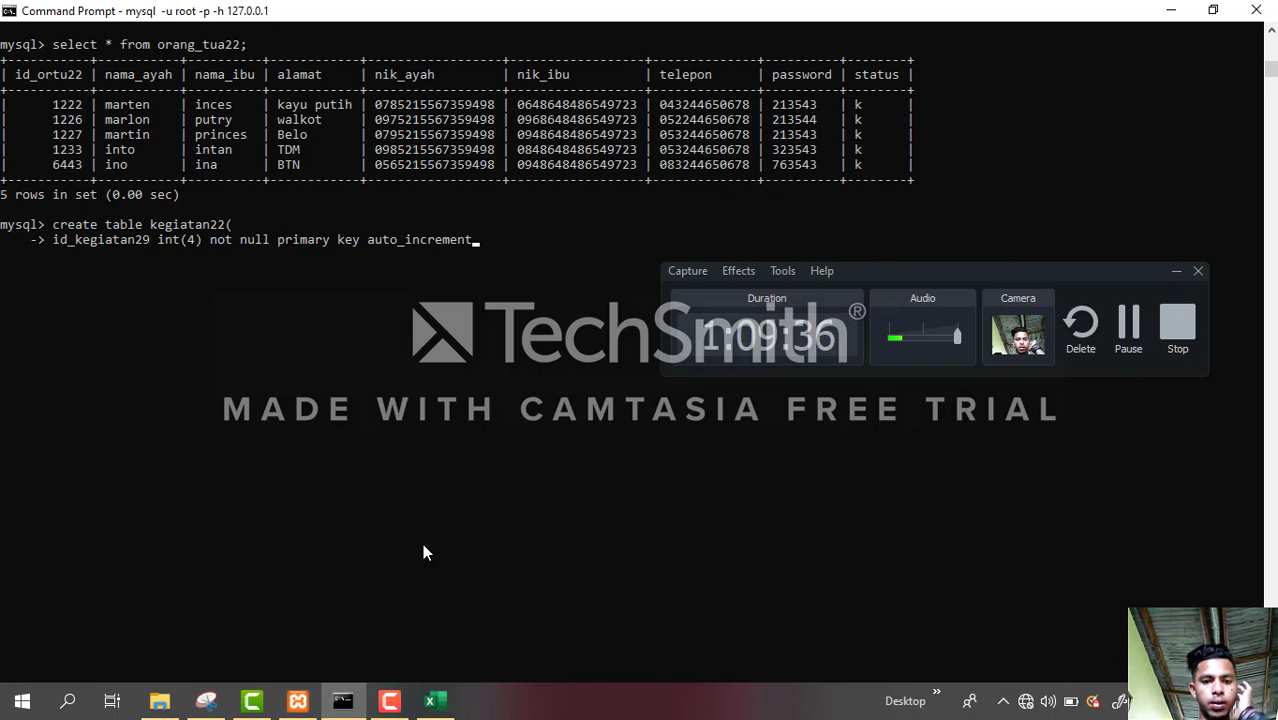 Command Prompt - mysql -u root -p -h 127.0.0.1
mysql> select * from orang_tua22;
+----------+-----------+----------+------------+------------------+------------------+--------------+----------+--------+
| id_ortu22 | nama_ayah | nama_ibu | alamat | nik_ayah | nik_ibu | telepon | password | status |
+----------+-----------+----------+------------+------------------+------------------+--------------+----------+--------+
| 1222 | marten | inces | kayu putih | 0785215567359498 | 0648648486549723 | 043244650678 | 213543 | k |
| 1226 | marlon | putry | walkot | 0975215567359498 | 0968648486549723 | 052244650678 | 213544 | k |
| 1227 | martin | princes | Belo | 0795215567359498 | 0948648486549723 | 053244650678 | 213543 | k |
| 1233 | into | intan | TDM | 0985215567359498 | 0848648486549723 | 053244650678 | 323543 | k |
| 6443 | ino | ina | BTN | 0565215567359498 | 0948648486549723 | 083244650678 | 763543 | k |
+----------+-----------+----------+------------+------------------+------------------+--------------+----------+--------+
5 rows in set (0.00 sec)
mysql> create table kegiatan22(
-> id_kegiatan29 int(4) not null primary key auto_increment_
Capture Effects Tools Help
Duration Audio Camera
1:09:36
Delete Pause Stop
TechSmith®
MADE WITH CAMTASIA FREE TRIAL
Desktop